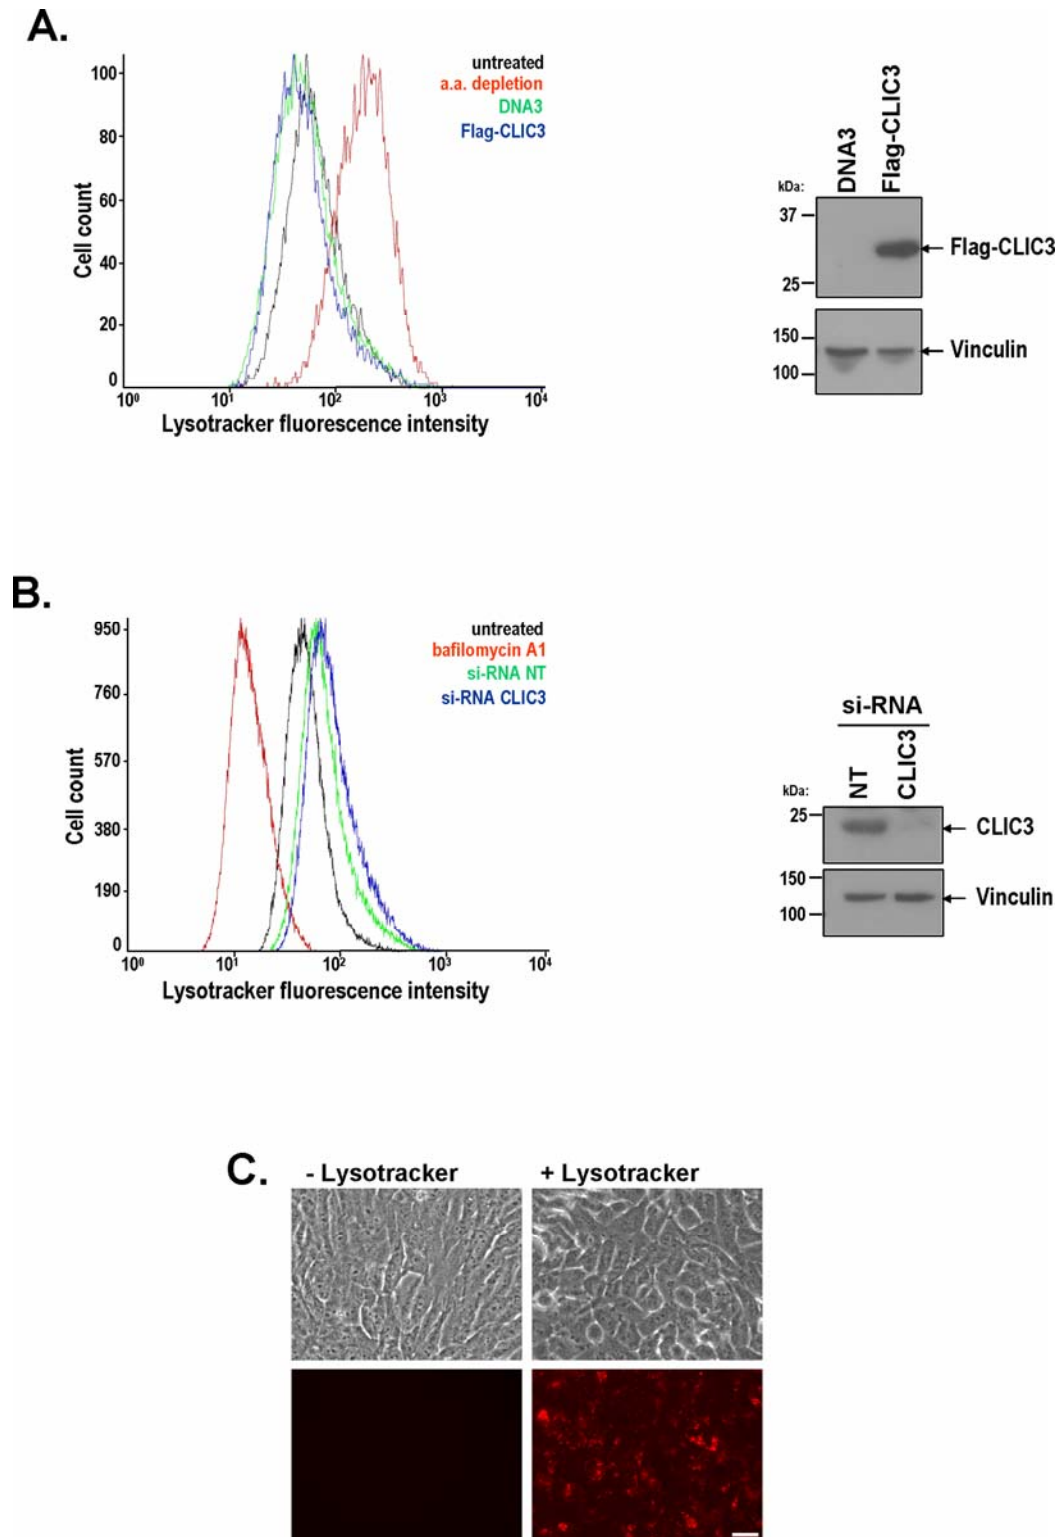 A.
untreated
a.a. depletion
DNA3
Flag-CLIC3
100
80
60
40
20
0
Cell count
10⁰ 10¹ 10² 10³ 10⁴
Lysotracker fluorescence intensity
DNA3
Flag-CLIC3
kDa:
37
Flag-CLIC3
25
150
Vinculin
100
B.
untreated
bafilomycin A1
si-RNA NT
si-RNA CLIC3
950
760
570
380
190
0
Cell count
10⁰ 10¹ 10² 10³ 10⁴
Lysotracker fluorescence intensity
si-RNA
NT
CLIC3
kDa:
25
CLIC3
150
Vinculin
100
C.
- Lysotracker + Lysotracker